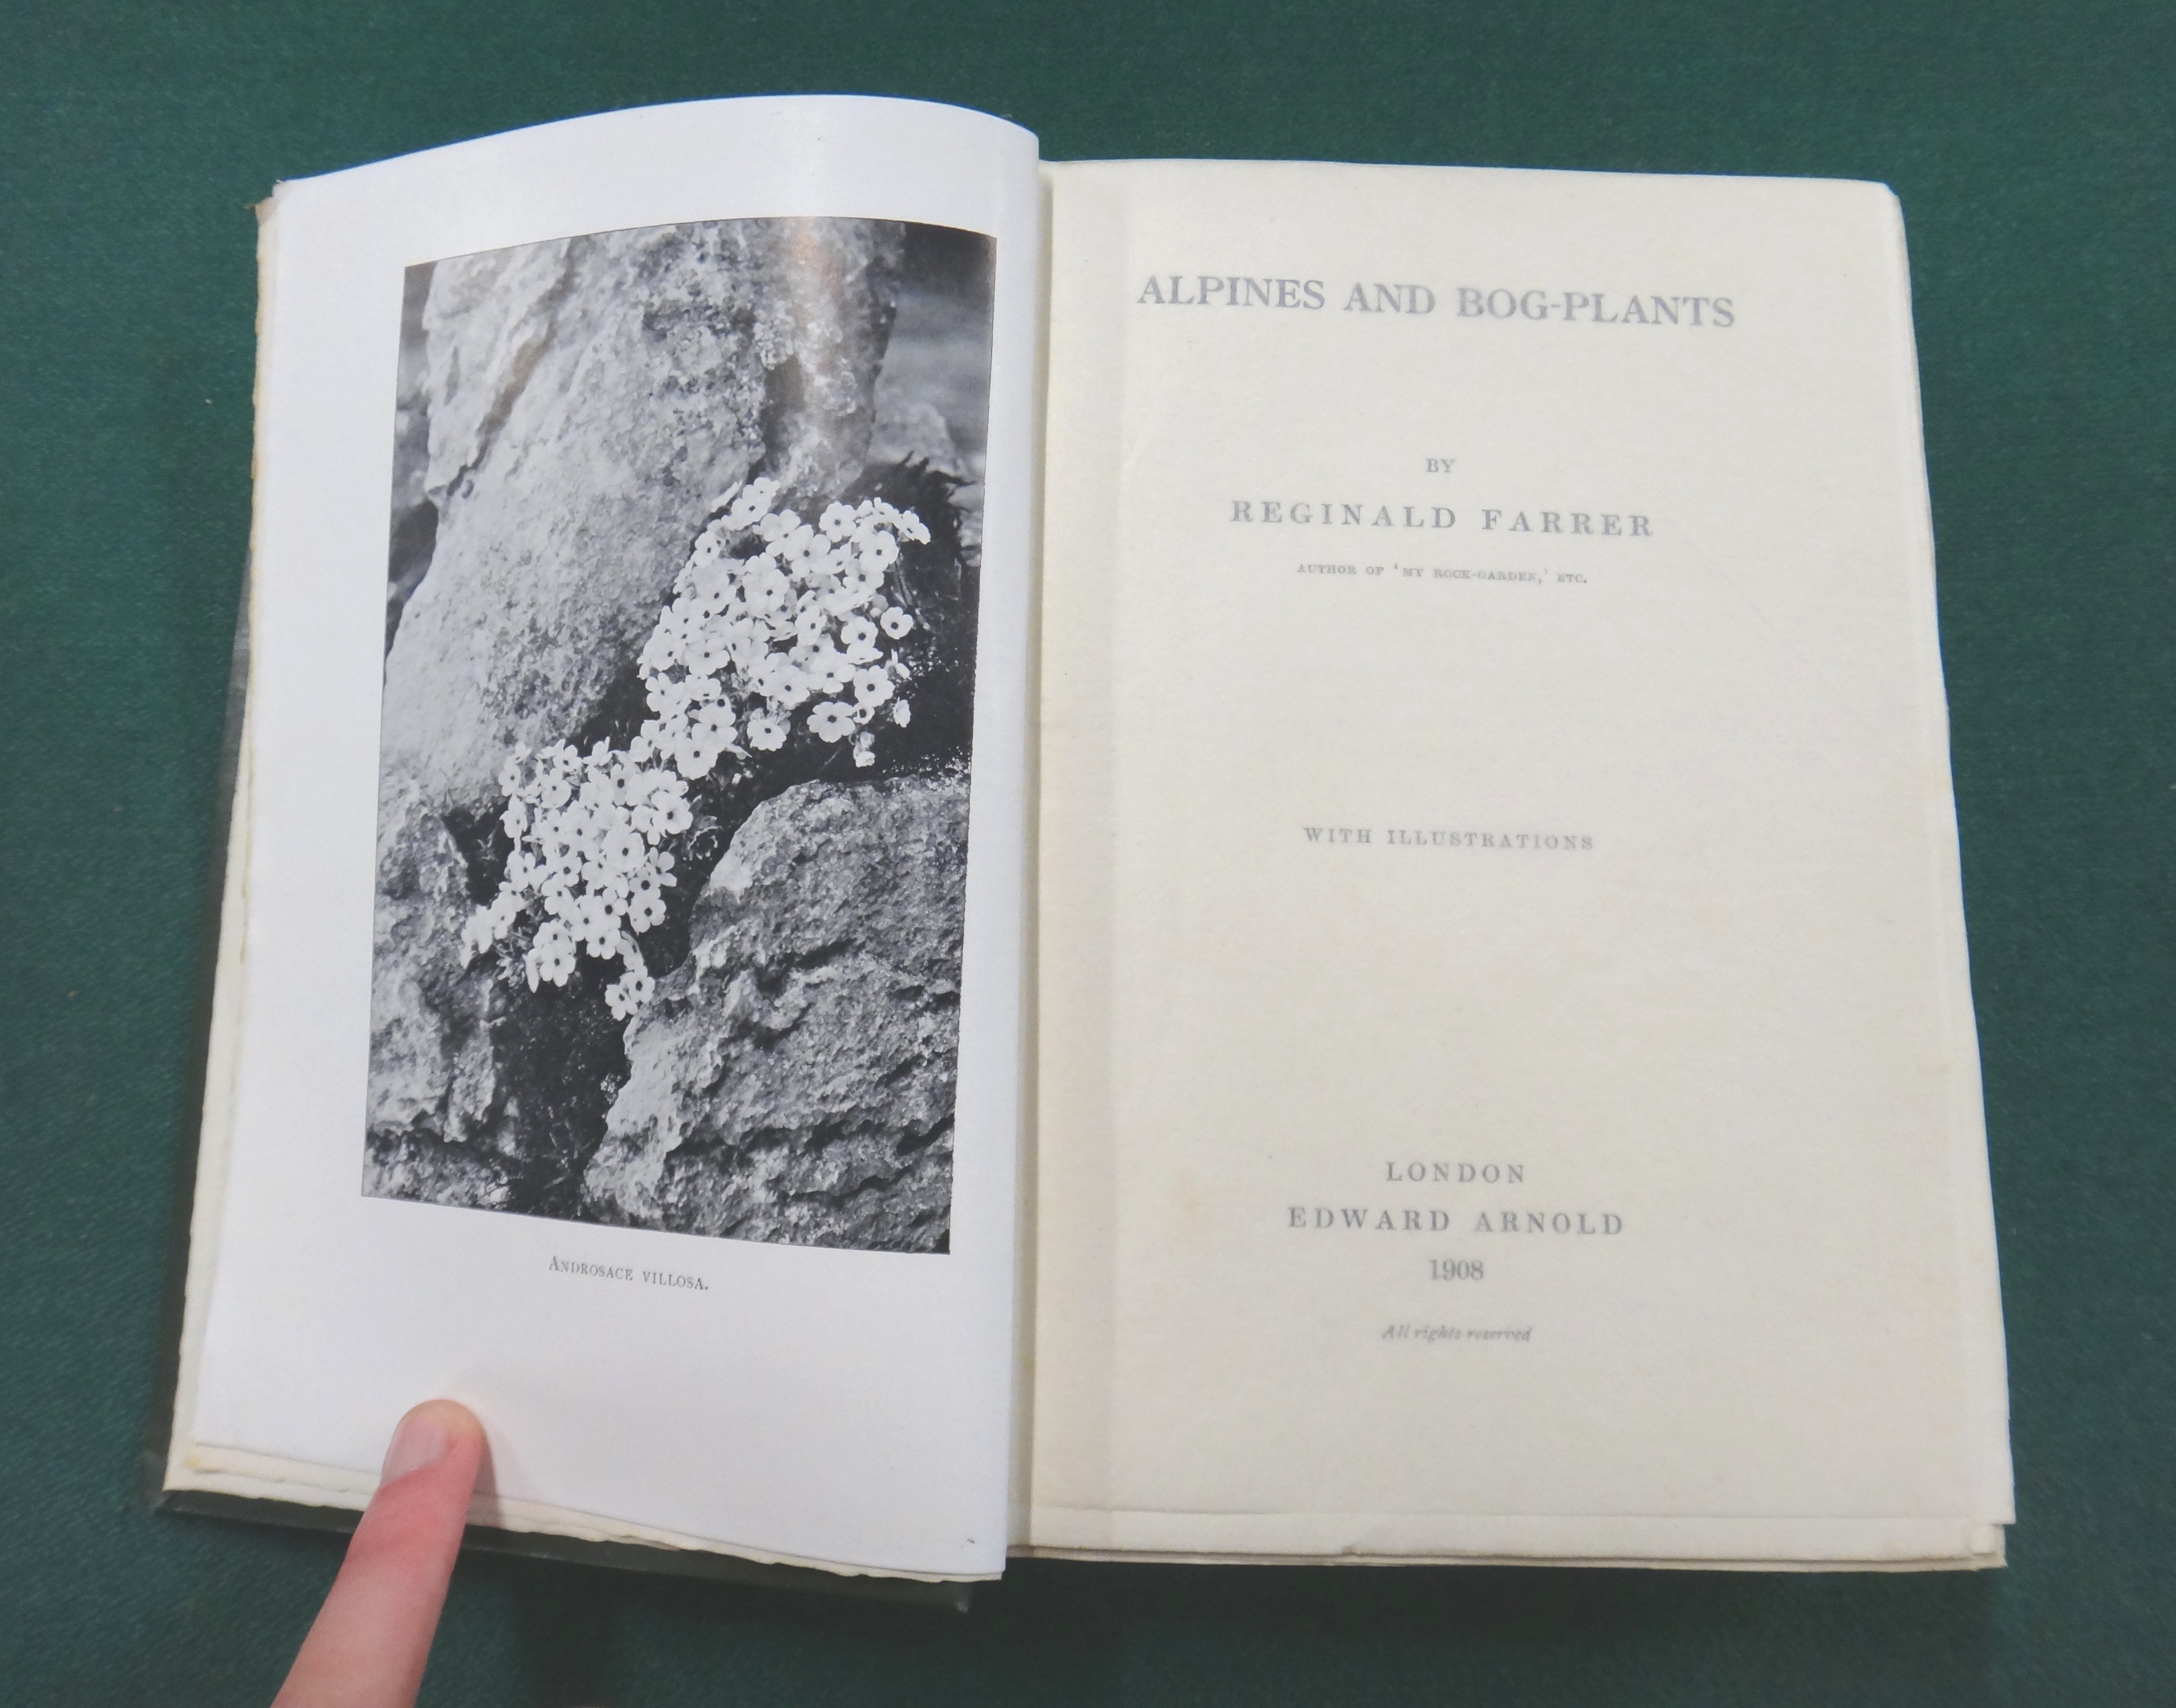 ANDROSACE VILLOSA.
ALPINES AND BOG-PLANTS
BY
REGINALD FARRER
AUTHOR OF 'MY ROCK-GARDEN,' ETC.
WITH ILLUSTRATIONS
LONDON
EDWARD ARNOLD
1908
All rights reserved